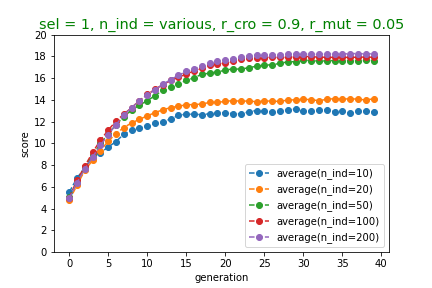 sel = 1, n_ind = various, r_cro = 0.9, r_mut = 0.05
20
18
16
14
12
10
8
6
4
2
0
score
0
5
10
15
20
25
30
35
40
generation
average(n_ind=10)
average(n_ind=20)
average(n_ind=50)
average(n_ind=100)
average(n_ind=200)